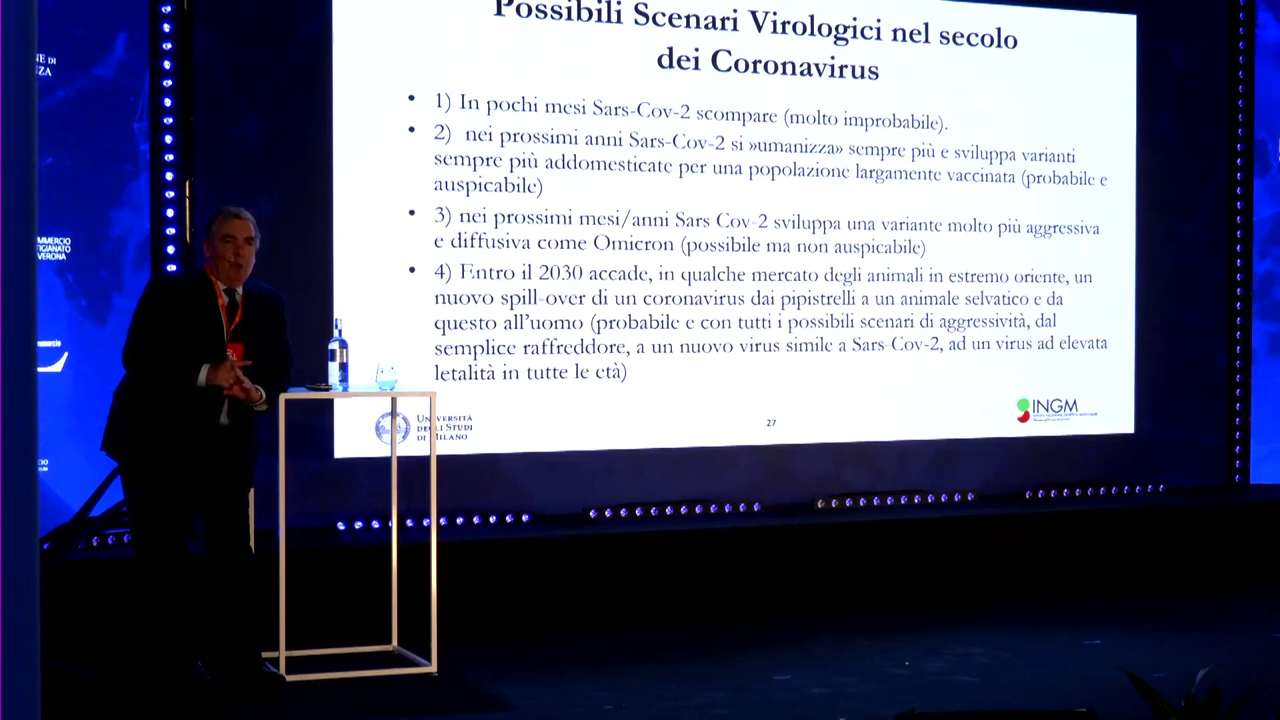 Possibili Scenari Virologici nel secolo
dei Coronavirus
• 1) In pochi mesi Sars-Cov-2 scompare (molto improbabile).
• 2) nei prossimi anni Sars-Cov-2 si »umanizza» sempre più e sviluppa varianti
sempre più addomesticate per una popolazione largamente vaccinata (probabile e
auspicabile)
• 3) nei prossimi mesi/anni Sars Cov-2 sviluppa una variante molto più aggressiva
e diffusiva come Omicron (possibile ma non auspicabile)
• 4) Entro il 2030 accade, in qualche mercato degli animali in estremo oriente, un
nuovo spill-over di un coronavirus dai pipistrelli a un animale selvatico e da
questo all'uomo (probabile e con tutti i possibili scenari di aggressività, dal
semplice raffreddore, a un nuovo virus simile a Sars-Cov-2, ad un virus ad elevata
letalità in tutte le età)
UNIVERSITÀ
DEGLI STUDI
DI MILANO
27
INGM
NE DI
ZA
MMERCIO
TIGIANATO
VERONA